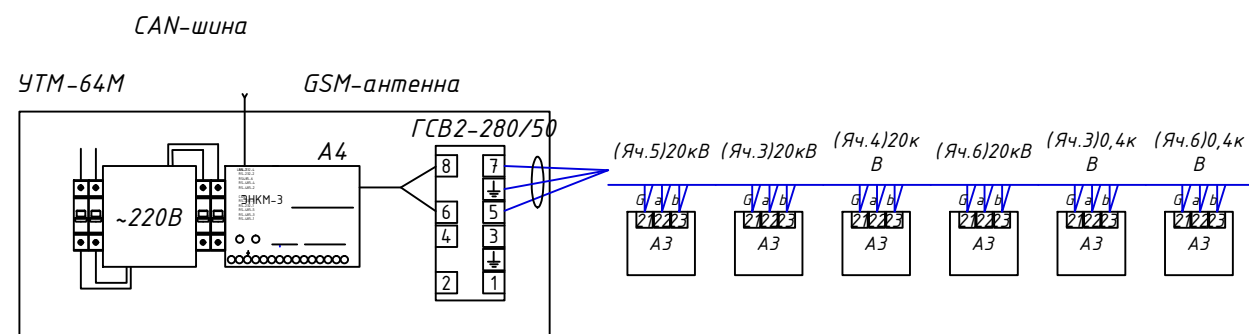 CAN-шина
УТМ-64М
GSM-антенна
ГСВ2-280/50
А4
ЭНКМ-3
~220В
8
7
6
5
4
3
2
1
(Яч.5)20кВ
(Яч.3)20кВ
(Яч.4)20к
В
(Яч.6)20кВ
(Яч.3)0,4к
В
(Яч.6)0,4к
В
G a b
21 22 23
А3
G a b
21 22 23
А3
G a b
21 22 23
А3
G a b
21 22 23
А3
G a b
21 22 23
А3
G a b
21 22 23
А3